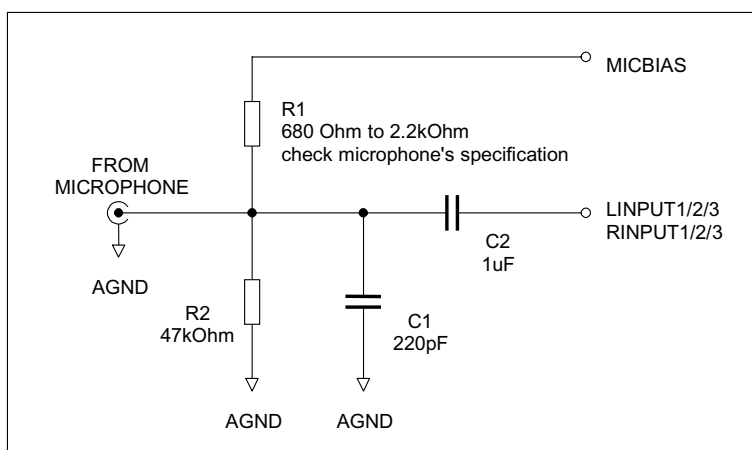 MICBIAS
R1
680 Ohm to 2.2kOhm
check microphone's specification
FROM
MICROPHONE
LINPUT1/2/3
RINPUT1/2/3
C2
1uF
AGND
R2
47kOhm
C1
220pF
AGND
AGND